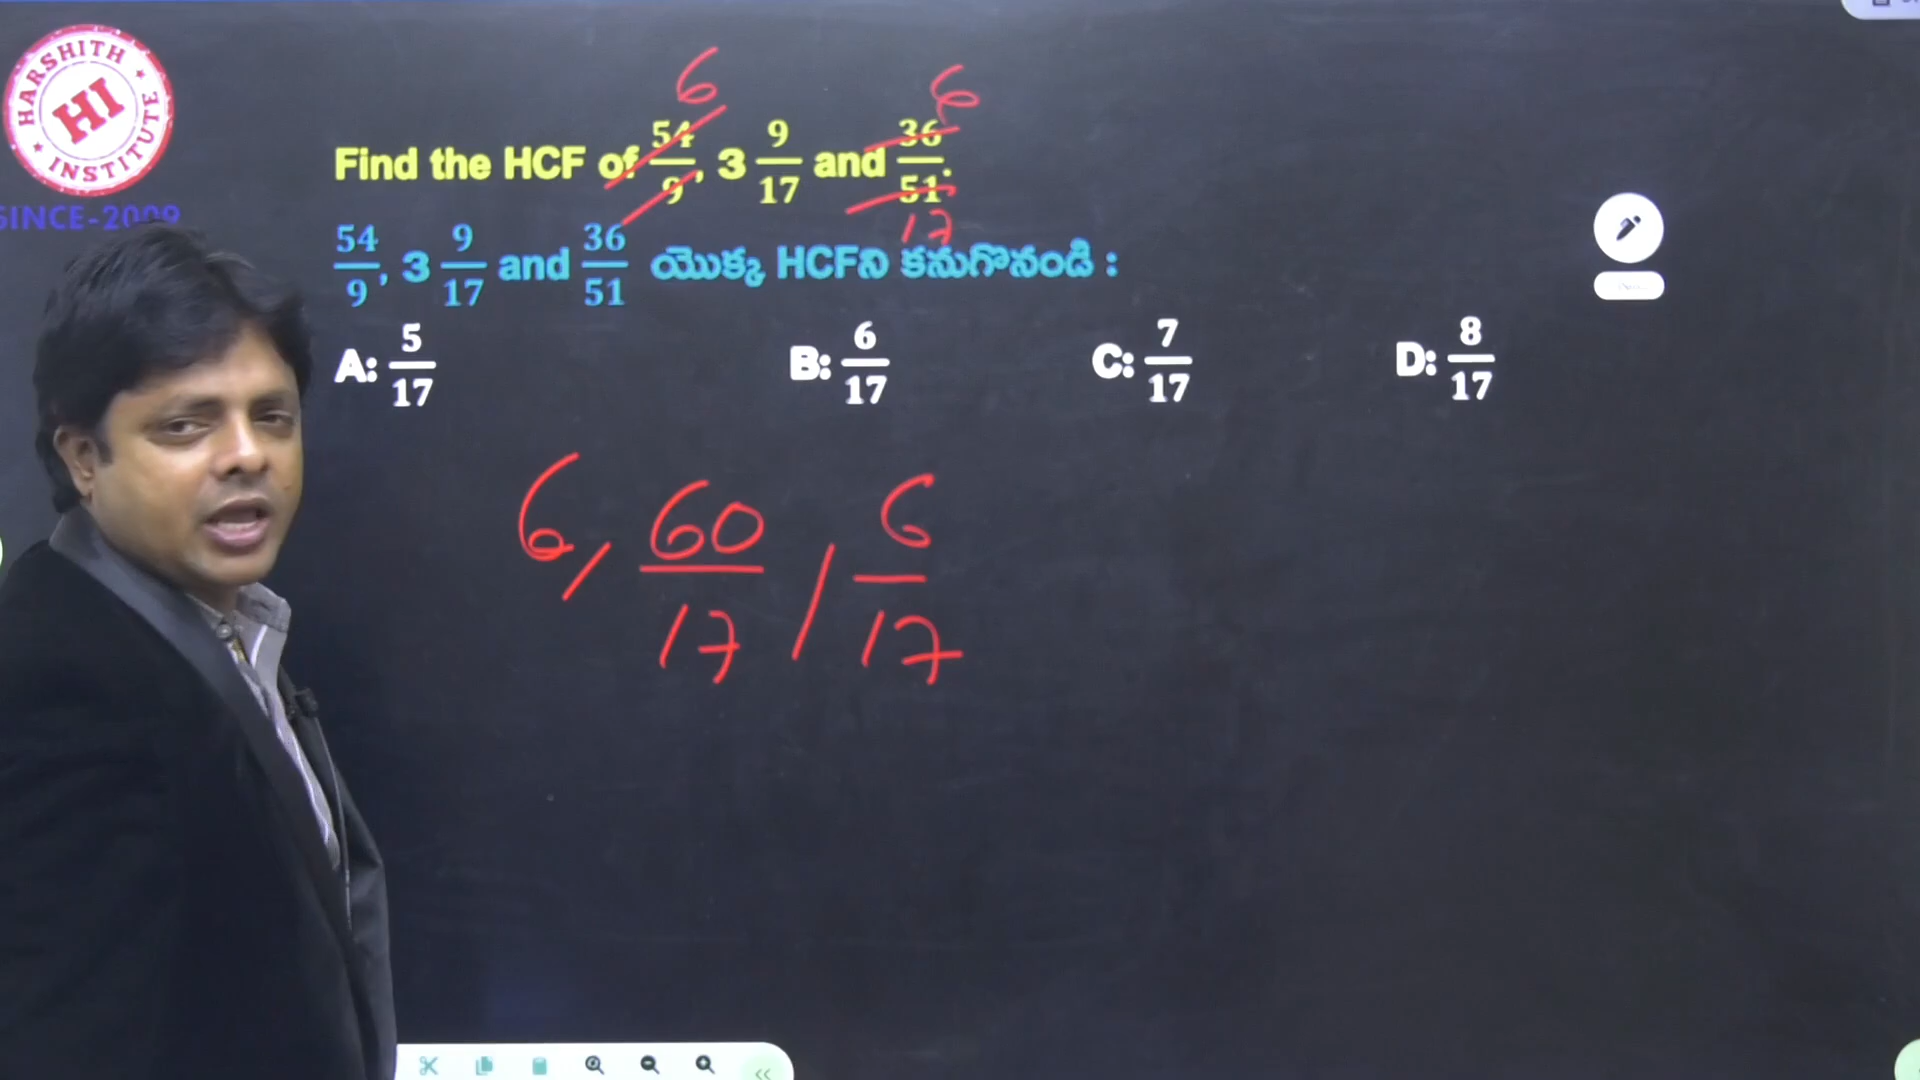 HARSHITH
HI
INSTITUTE
SINCE-2009
6 6
Find the HCF of 54/9, 3 9/17 and 36/51.
17
54/9, 3 9/17 and 36/51 యొక్క HCFని కనుగొనండి :
A: 5/17 B: 6/17 C: 7/17 D: 8/17
6, 60/17 / 6/17